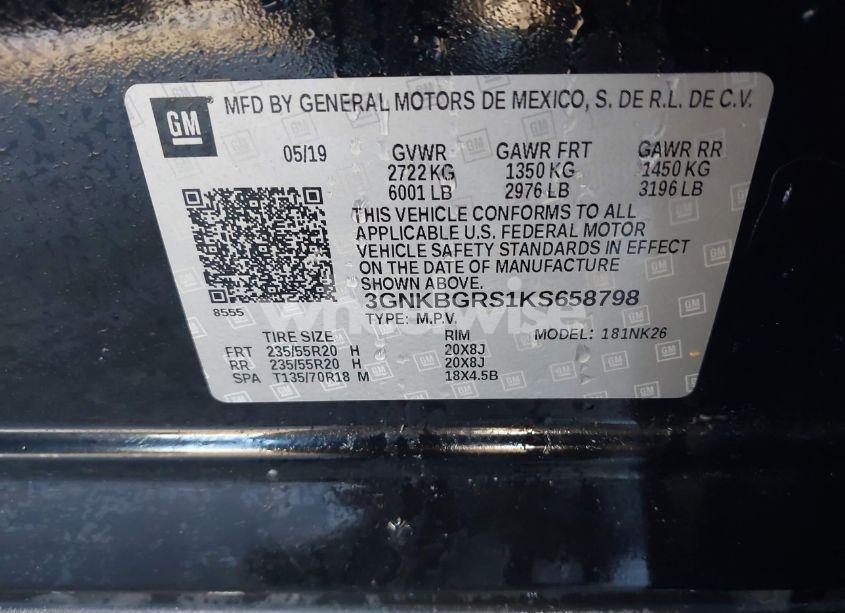 GM MFD BY GENERAL MOTORS DE MEXICO, S. DE R.L. DE C.V.
05/19 GVWR GAWR FRT GAWR RR
2722 KG 1350 KG 1450 KG
6001 LB 2976 LB 3196 LB
THIS VEHICLE CONFORMS TO ALL
APPLICABLE U.S. FEDERAL MOTOR
VEHICLE SAFETY STANDARDS IN EFFECT
ON THE DATE OF MANUFACTURE
SHOWN ABOVE.
3GNKBGRS1KS658798
8555 TYPE: M.P.V.
TIRE SIZE RIM MODEL: 181NK26
FRT 235/55R20 H 20X8J
RR 235/55R20 H 20X8J
SPA T135/70R18 M 18X4.5B